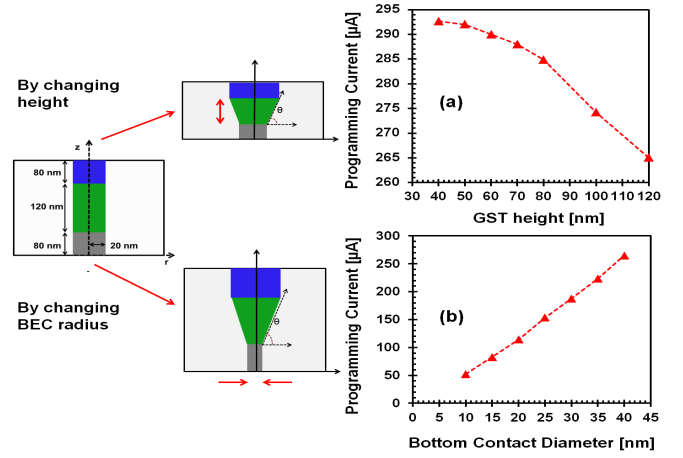 By changing
height
θ
z
80 nm
120 nm
80 nm
20 nm
r
By changing
BEC radius
θ
Programming Current [µA]
295
290
285
280
275
270
265
260
(a)
30 40 50 60 70 80 90 100 110 120
GST height [nm]
Programming Current [µA]
300
250
200
150
100
50
0
(b)
0 5 10 15 20 25 30 35 40 45
Bottom Contact Diameter [nm]